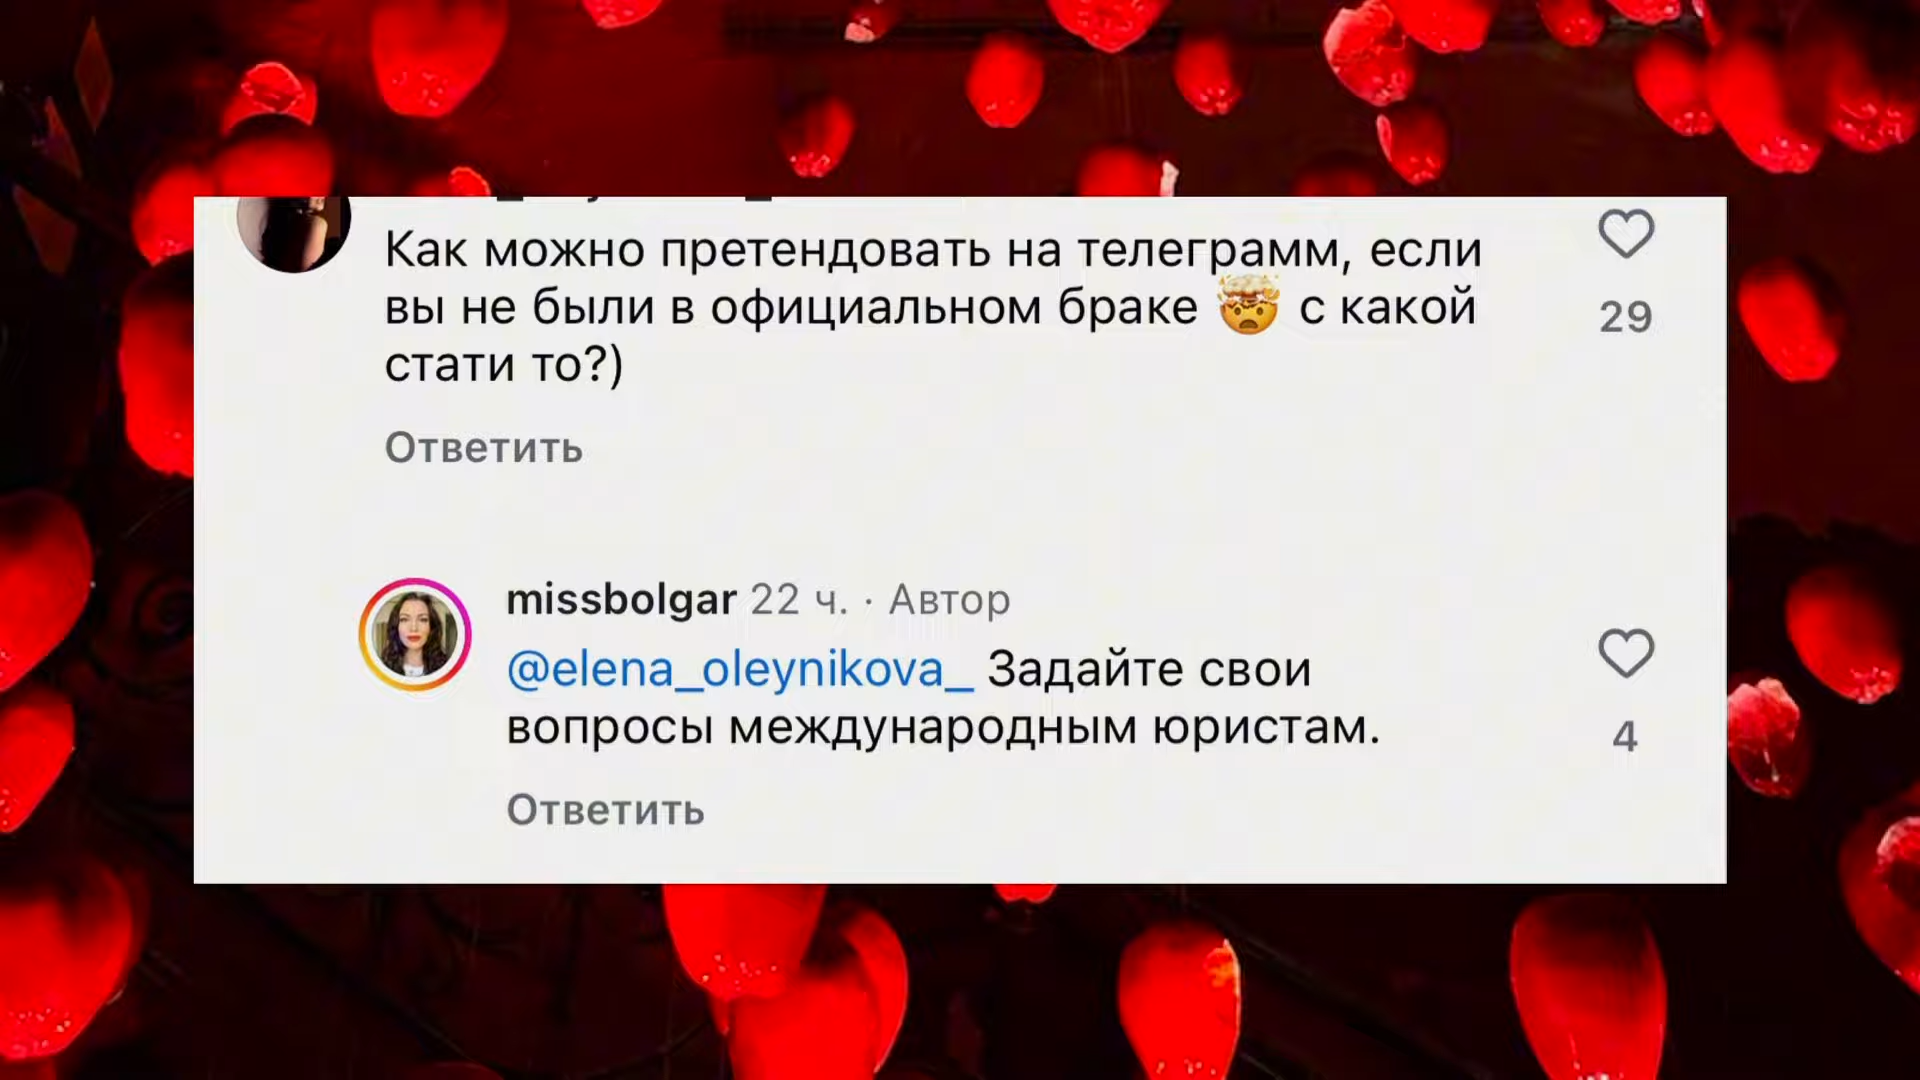 Как можно претендовать на телеграмм, если
вы не были в официальном браке 🤯 с какой
стати то?)
29
Ответить
missbolgar 22 ч. · Автор
@elena_oleynikova_ Задайте свои
вопросы международным юристам.
4
Ответить